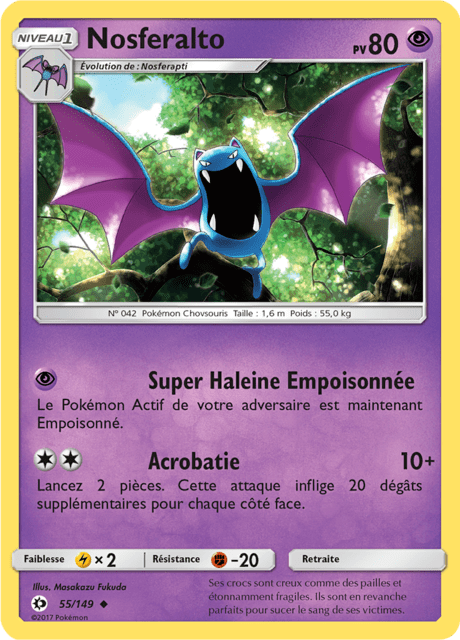 NIVEAU 1
Nosferalto
PV 80
Évolution de : Nosferapti
N° 042 Pokémon Chovsouris Taille : 1,6 m Poids : 55,0 kg
Super Haleine Empoisonnée
Le Pokémon Actif de votre adversaire est maintenant
Empoisonné.
Acrobatie 10+
Lancez 2 pièces. Cette attaque inflige 20 dégâts
supplémentaires pour chaque côté face.
Faiblesse ×2 Résistance -20 Retraite
Illus. Masakazu Fukuda
55/149
©2017 Pokémon
Ses crocs sont creux comme des pailles et
étonnamment fragiles. Ils sont en revanche
parfaits pour sucer le sang de ses victimes.